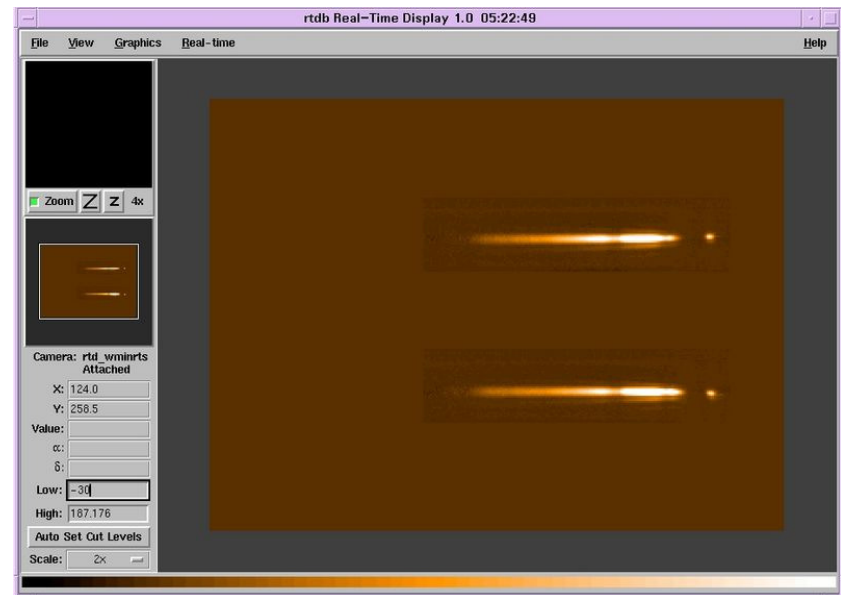 rtdb Real-Time Display 1.0 05:22:49
File View Graphics Real-time Help
Zoom Z z 4x
Camera: rtd_wminrts
Attached
X: 124.0
Y: 258.5
Value:
α:
δ:
Low: -30
High: 187.176
Auto Set Cut Levels
Scale: 2x